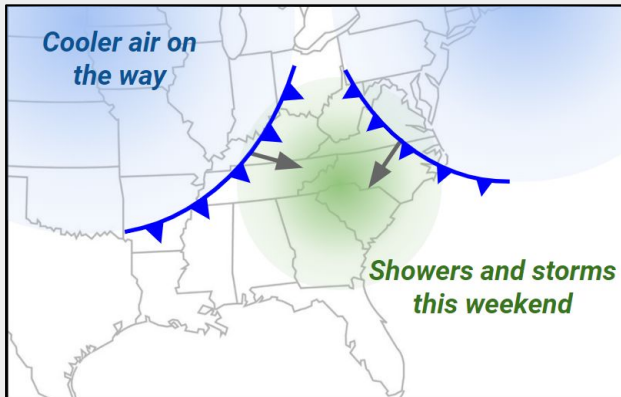 Cooler air on
the way
Showers and storms
this weekend